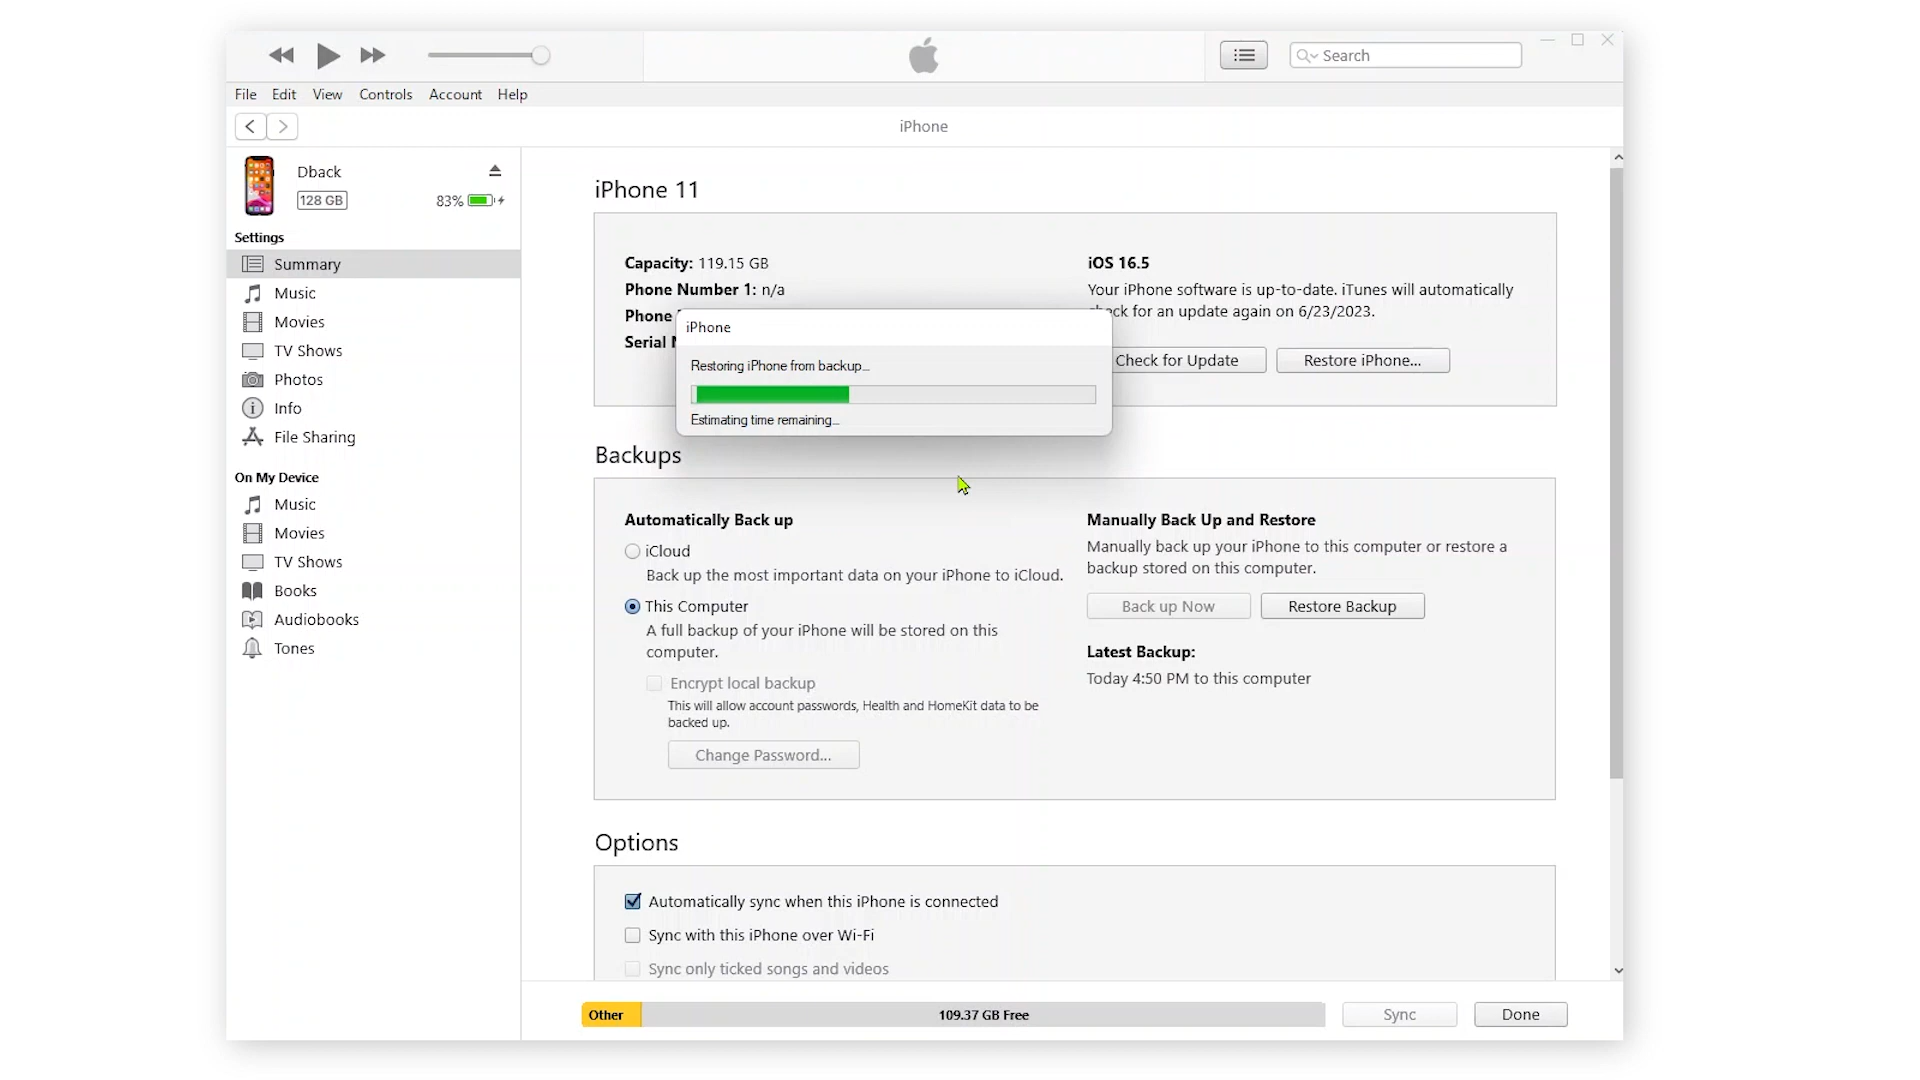 Search
File Edit View Controls Account Help
iPhone
Dback
128 GB
83%
Settings
Summary
Music
Movies
TV Shows
Photos
Info
File Sharing
On My Device
Music
Movies
TV Shows
Books
Audiobooks
Tones
iPhone 11
Capacity: 119.15 GB
Phone Number 1: n/a
Phone
Serial
iOS 16.5
Your iPhone software is up-to-date. iTunes will automatically
check for an update again on 6/23/2023.
Check for Update
Restore iPhone...
iPhone
Restoring iPhone from backup...
Estimating time remaining...
Backups
Automatically Back up
iCloud
Back up the most important data on your iPhone to iCloud.
This Computer
A full backup of your iPhone will be stored on this
computer.
Encrypt local backup
This will allow account passwords, Health and HomeKit data to be
backed up.
Change Password...
Manually Back Up and Restore
Manually back up your iPhone to this computer or restore a
backup stored on this computer.
Back up Now
Restore Backup
Latest Backup:
Today 4:50 PM to this computer
Options
Automatically sync when this iPhone is connected
Sync with this iPhone over Wi-Fi
Sync only ticked songs and videos
Other
109.37 GB Free
Sync
Done